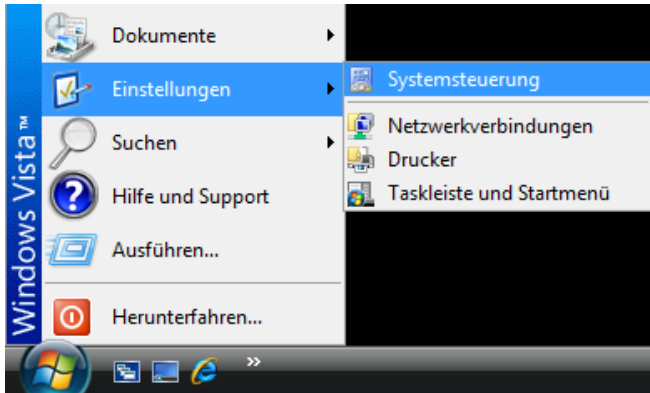 Dokumente
Einstellungen
Systemsteuerung
Netzwerkverbindungen
Drucker
Taskleiste und Startmenü
Suchen
Hilfe und Support
Ausführen...
Herunterfahren...
Windows Vista™